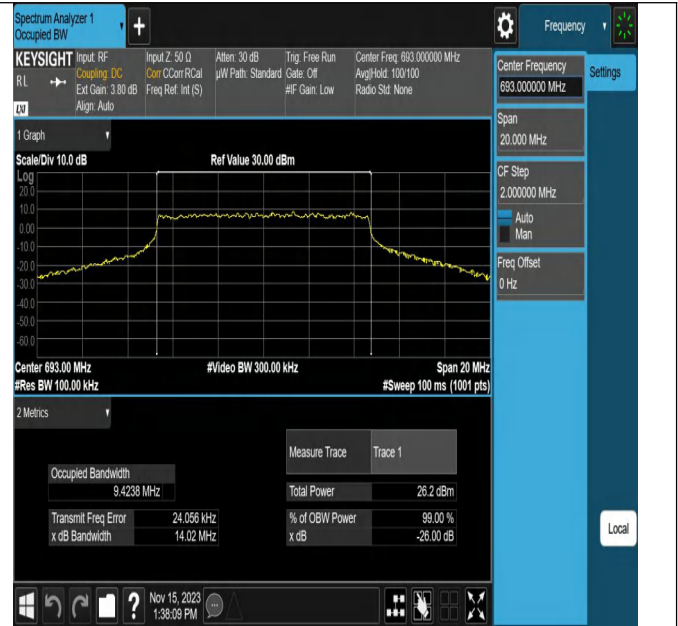 Spectrum Analyzer 1
Occupied BW
+
Frequency
KEYSIGHT
RL
LXI
Input: RF
Coupling: DC
Ext Gain: 3.80 dB
Align: Auto
Input Z: 50 Ω
Corr CCorr RCal
Freq Ref: Int (S)
Atten: 30 dB
µW Path: Standard
Trig: Free Run
Gate: Off
#IF Gain: Low
Center Freq: 693.000000 MHz
Avg|Hold: 100/100
Radio Std: None
Center Frequency
693.000000 MHz
Settings
Span
20.000 MHz
CF Step
2.000000 MHz
Auto
Man
Freq Offset
0 Hz
Local
1 Graph
Scale/Div 10.0 dB
Ref Value 30.00 dBm
Log
20.0
10.0
0.00
-10.0
-20.0
-30.0
-40.0
-50.0
-60.0
Center 693.00 MHz
#Video BW 300.00 kHz
Span 20 MHz
#Res BW 100.00 kHz
#Sweep 100 ms (1001 pts)
2 Metrics
Measure Trace
Trace 1
Occupied Bandwidth
9.4238 MHz
Total Power
26.2 dBm
Transmit Freq Error
24.056 kHz
% of OBW Power
99.00 %
x dB Bandwidth
14.02 MHz
x dB
-26.00 dB
?
Nov 15, 2023
1:38:09 PM